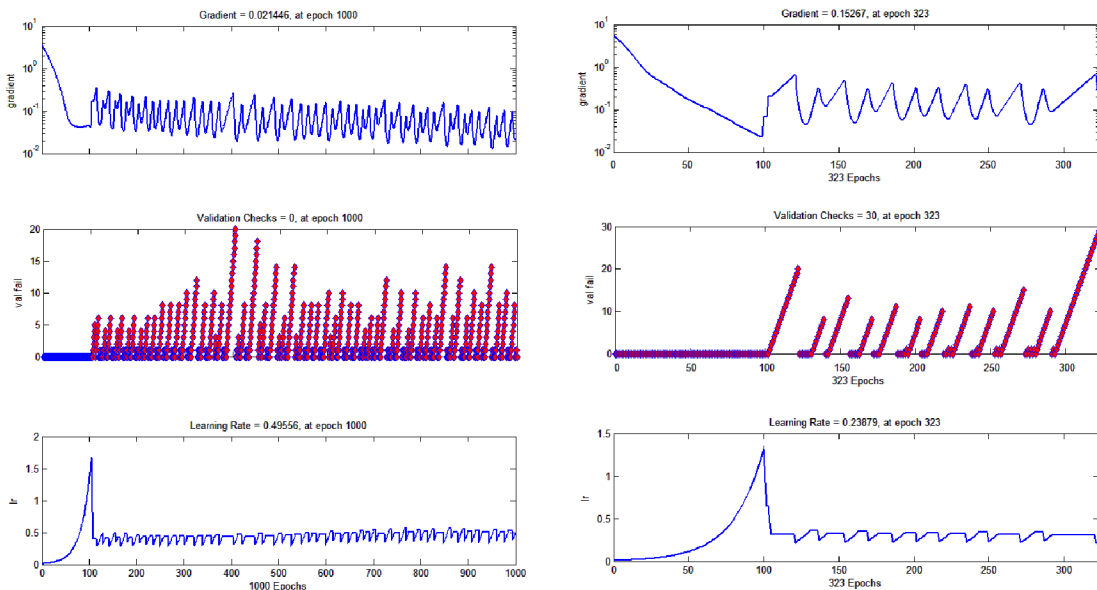 Gradient = 0.021446, at epoch 1000
10^1
10^0
10^-1
10^-2
gradient
Validation Checks = 0, at epoch 1000
20
15
10
5
0
val fail
Learning Rate = 0.49556, at epoch 1000
2
1.5
1
0.5
0
lr
0 100 200 300 400 500 600 700 800 900 1000
1000 Epochs
Gradient = 0.15267, at epoch 323
10^1
10^0
10^-1
10^-2
gradient
0 50 100 150 200 250 300
323 Epochs
Validation Checks = 30, at epoch 323
30
20
10
0
val fail
0 50 100 150 200 250 300
323 Epochs
Learning Rate = 0.23879, at epoch 323
1.5
1
0.5
0
lr
0 50 100 150 200 250 300
323 Epochs